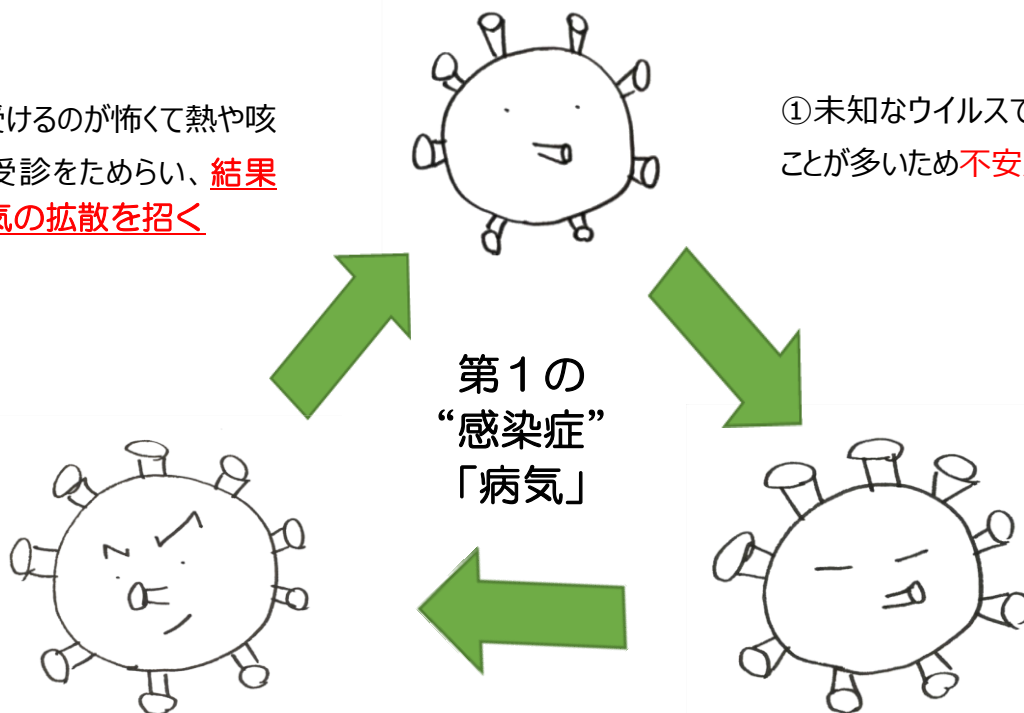 けるのが怖くて熱や咳
受診をためらい、結果
気の拡散を招く
①未知なウイルスで
ことが多いため不安
第１の
“感染症”
「病気」